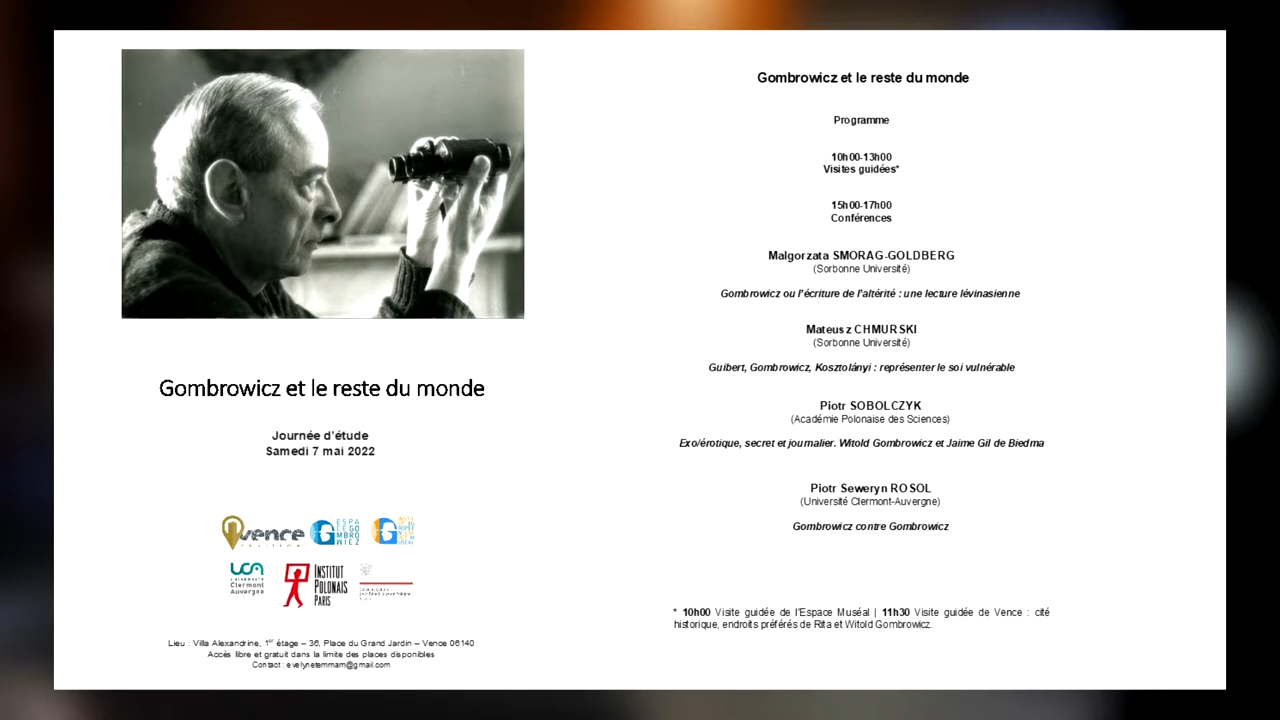 Gombrowicz et le reste du monde
Journée d'étude
Samedi 7 mai 2022
vence
ESPA
CEGO
MBRO
WICZ
UCA
UNIVERSITÉ
Clermont
Auvergne
INSTITUT
POLONAIS
PARIS
Lieu : Villa Alexandrine, 1er étage – 36, Place du Grand Jardin – Vence 06140
Accès libre et gratuit dans la limite des places disponibles
Contact : evelynetemmam@gmail.com
Gombrowicz et le reste du monde
Programme
10h00-13h00
Visites guidées*
15h00-17h00
Conférences
Malgorzata SMORAG-GOLDBERG
(Sorbonne Université)
Gombrowicz ou l'écriture de l'altérité : une lecture lévinasienne
Mateusz CHMURSKI
(Sorbonne Université)
Guibert, Gombrowicz, Kosztolányi : représenter le soi vulnérable
Piotr SOBOLCZYK
(Académie Polonaise des Sciences)
Exo/érotique, secret et journalier. Witold Gombrowicz et Jaime Gil de Biedma
Piotr Seweryn ROSOL
(Université Clermont-Auvergne)
Gombrowicz contre Gombrowicz
* 10h00 Visite guidée de l'Espace Muséal | 11h30 Visite guidée de Vence : cité
historique, endroits préférés de Rita et Witold Gombrowicz.